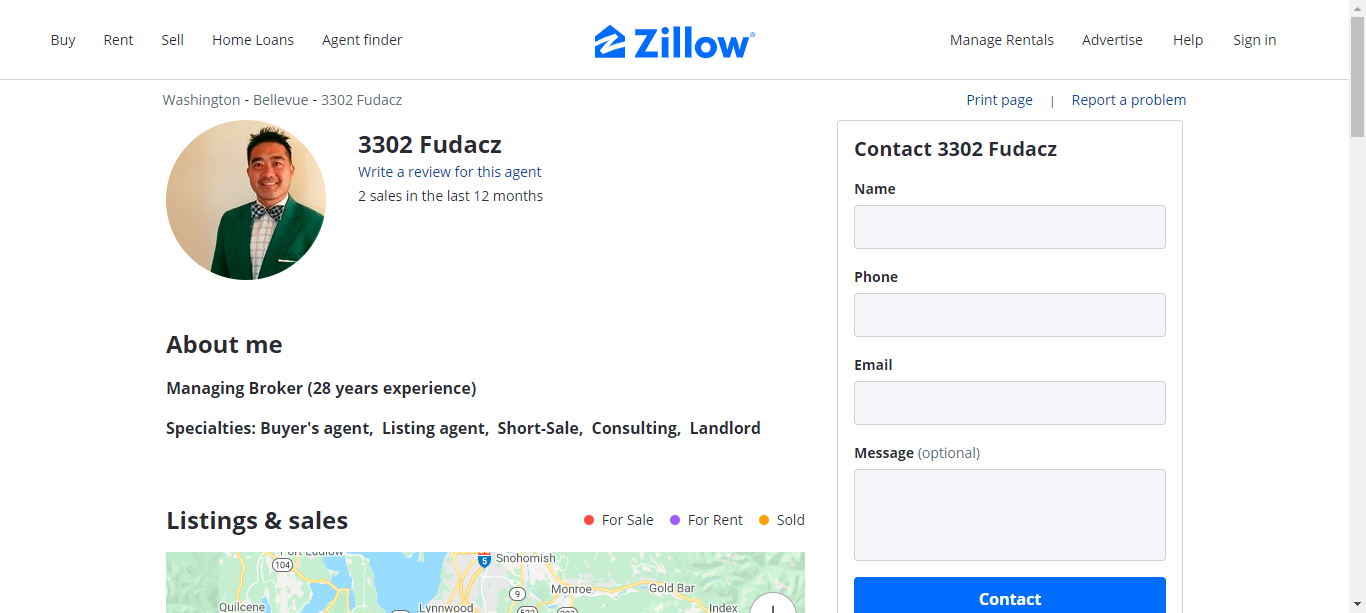 Buy Rent Sell Home Loans Agent finder Zillow® Manage Rentals Advertise Help Sign in
Washington - Bellevue - 3302 Fudacz
Print page | Report a problem
3302 Fudacz
Write a review for this agent
2 sales in the last 12 months
About me
Managing Broker (28 years experience)
Specialties: Buyer's agent, Listing agent, Short-Sale, Consulting, Landlord
Listings & sales
For Sale For Rent Sold
Port Ludlow
104
5
Snohomish
9
Monroe
Gold Bar
Quilcene
Lynnwood
522
Index
Contact 3302 Fudacz
Name
Phone
Email
Message (optional)
Contact